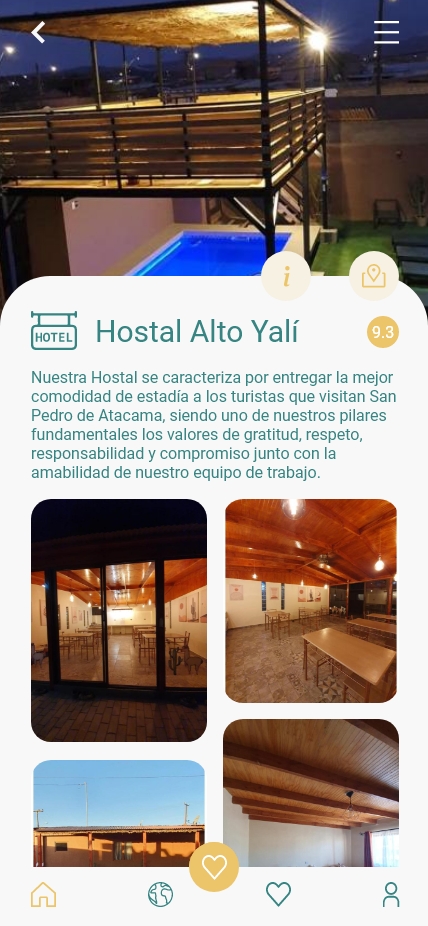 i
HOTEL
Hostal Alto Yalí
9.3
Nuestra Hostal se caracteriza por entregar la mejor
comodidad de estadía a los turistas que visitan San
Pedro de Atacama, siendo uno de nuestros pilares
fundamentales los valores de gratitud, respeto,
responsabilidad y compromiso junto con la
amabilidad de nuestro equipo de trabajo.